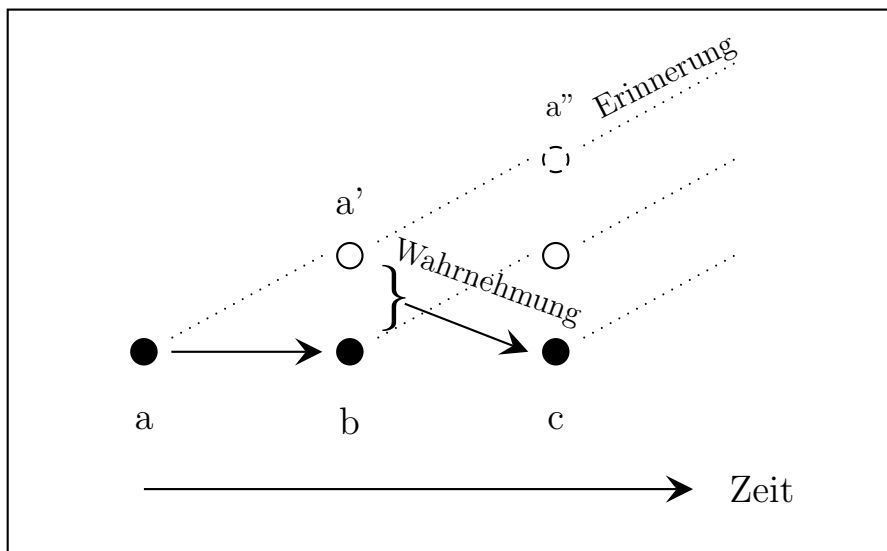 Erinnerung
a”
a’
Wahrnehmung
}
a
b
c
Zeit